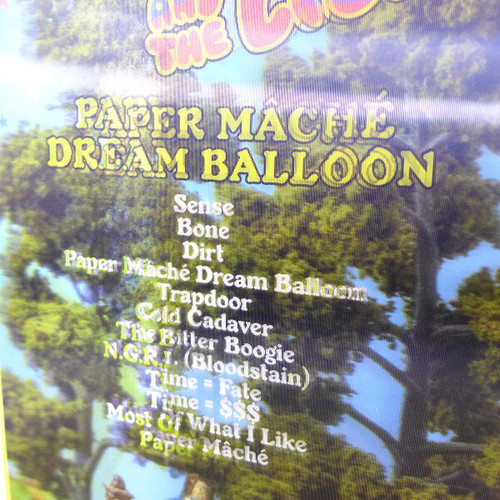 AND
THE
PAPER MÂCHÉ
DREAM BALLOON
Sense
Bone
Dirt
Paper Mâché Dream Balloon
Trapdoor
Cold Cadaver
The Bitter Boogie
N.G.R.I. (Bloodstain)
Time = Fate
Time = $$$
Most Of What I Like
Paper Mâché